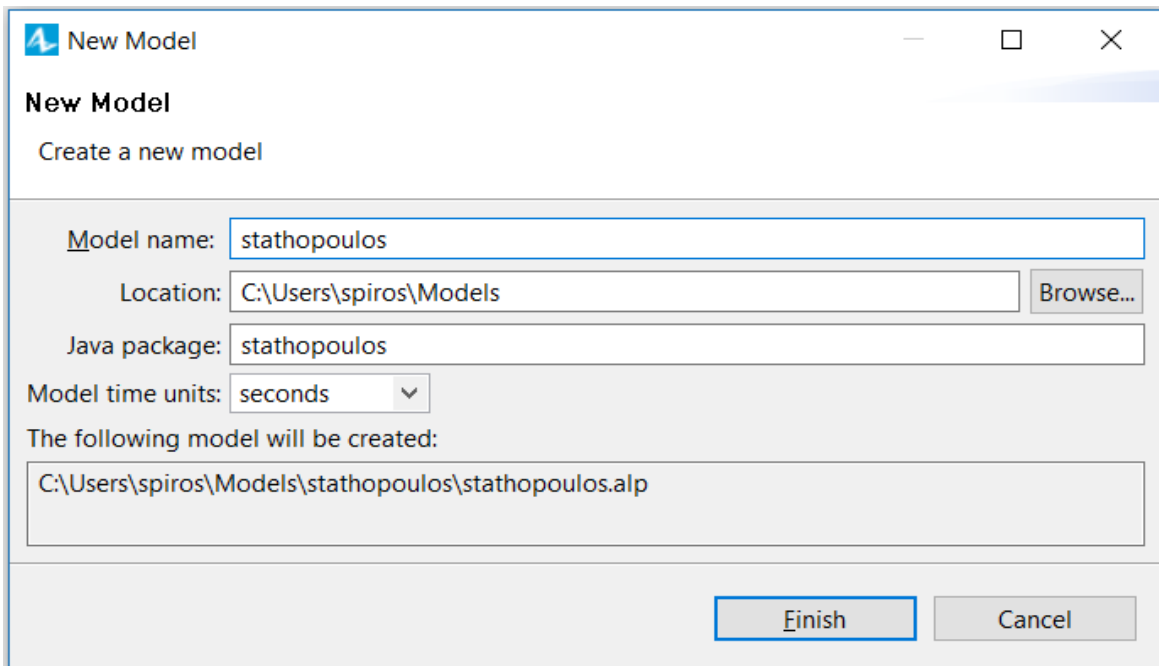 New Model
New Model
Create a new model
Model name: stathopoulos
Location: C:\Users\spiros\Models Browse...
Java package: stathopoulos
Model time units: seconds
The following model will be created:
C:\Users\spiros\Models\stathopoulos\stathopoulos.alp
Finish Cancel